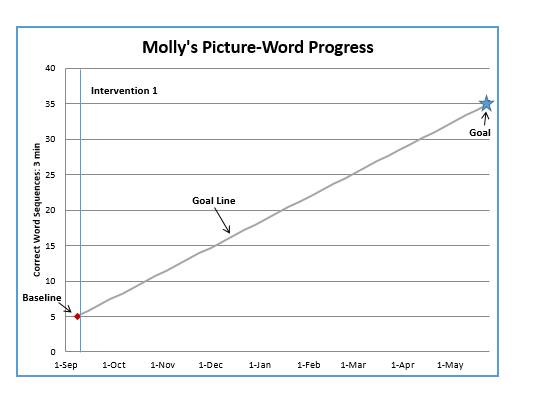 Molly's Picture-Word Progress
40
Intervention 1
35
Goal
30
Correct Word Sequences: 3 min
25
Goal Line
20
15
10
Baseline
5
0
1-Sep 1-Oct 1-Nov 1-Dec 1-Jan 1-Feb 1-Mar 1-Apr 1-May